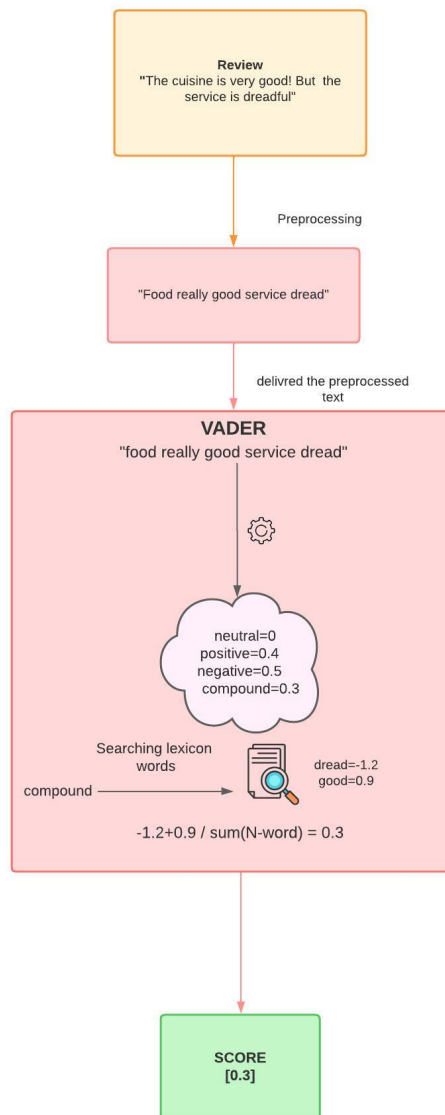 Review
"The cuisine is very good! But the
service is dreadful"
Preprocessing
"Food really good service dread"
delivred the preprocessed
text
VADER
"food really good service dread"
neutral=0
positive=0.4
negative=0.5
compound=0.3
Searching lexicon
words
dread=-1.2
good=0.9
compound
-1.2+0.9 / sum(N-word) = 0.3
SCORE
[0.3]